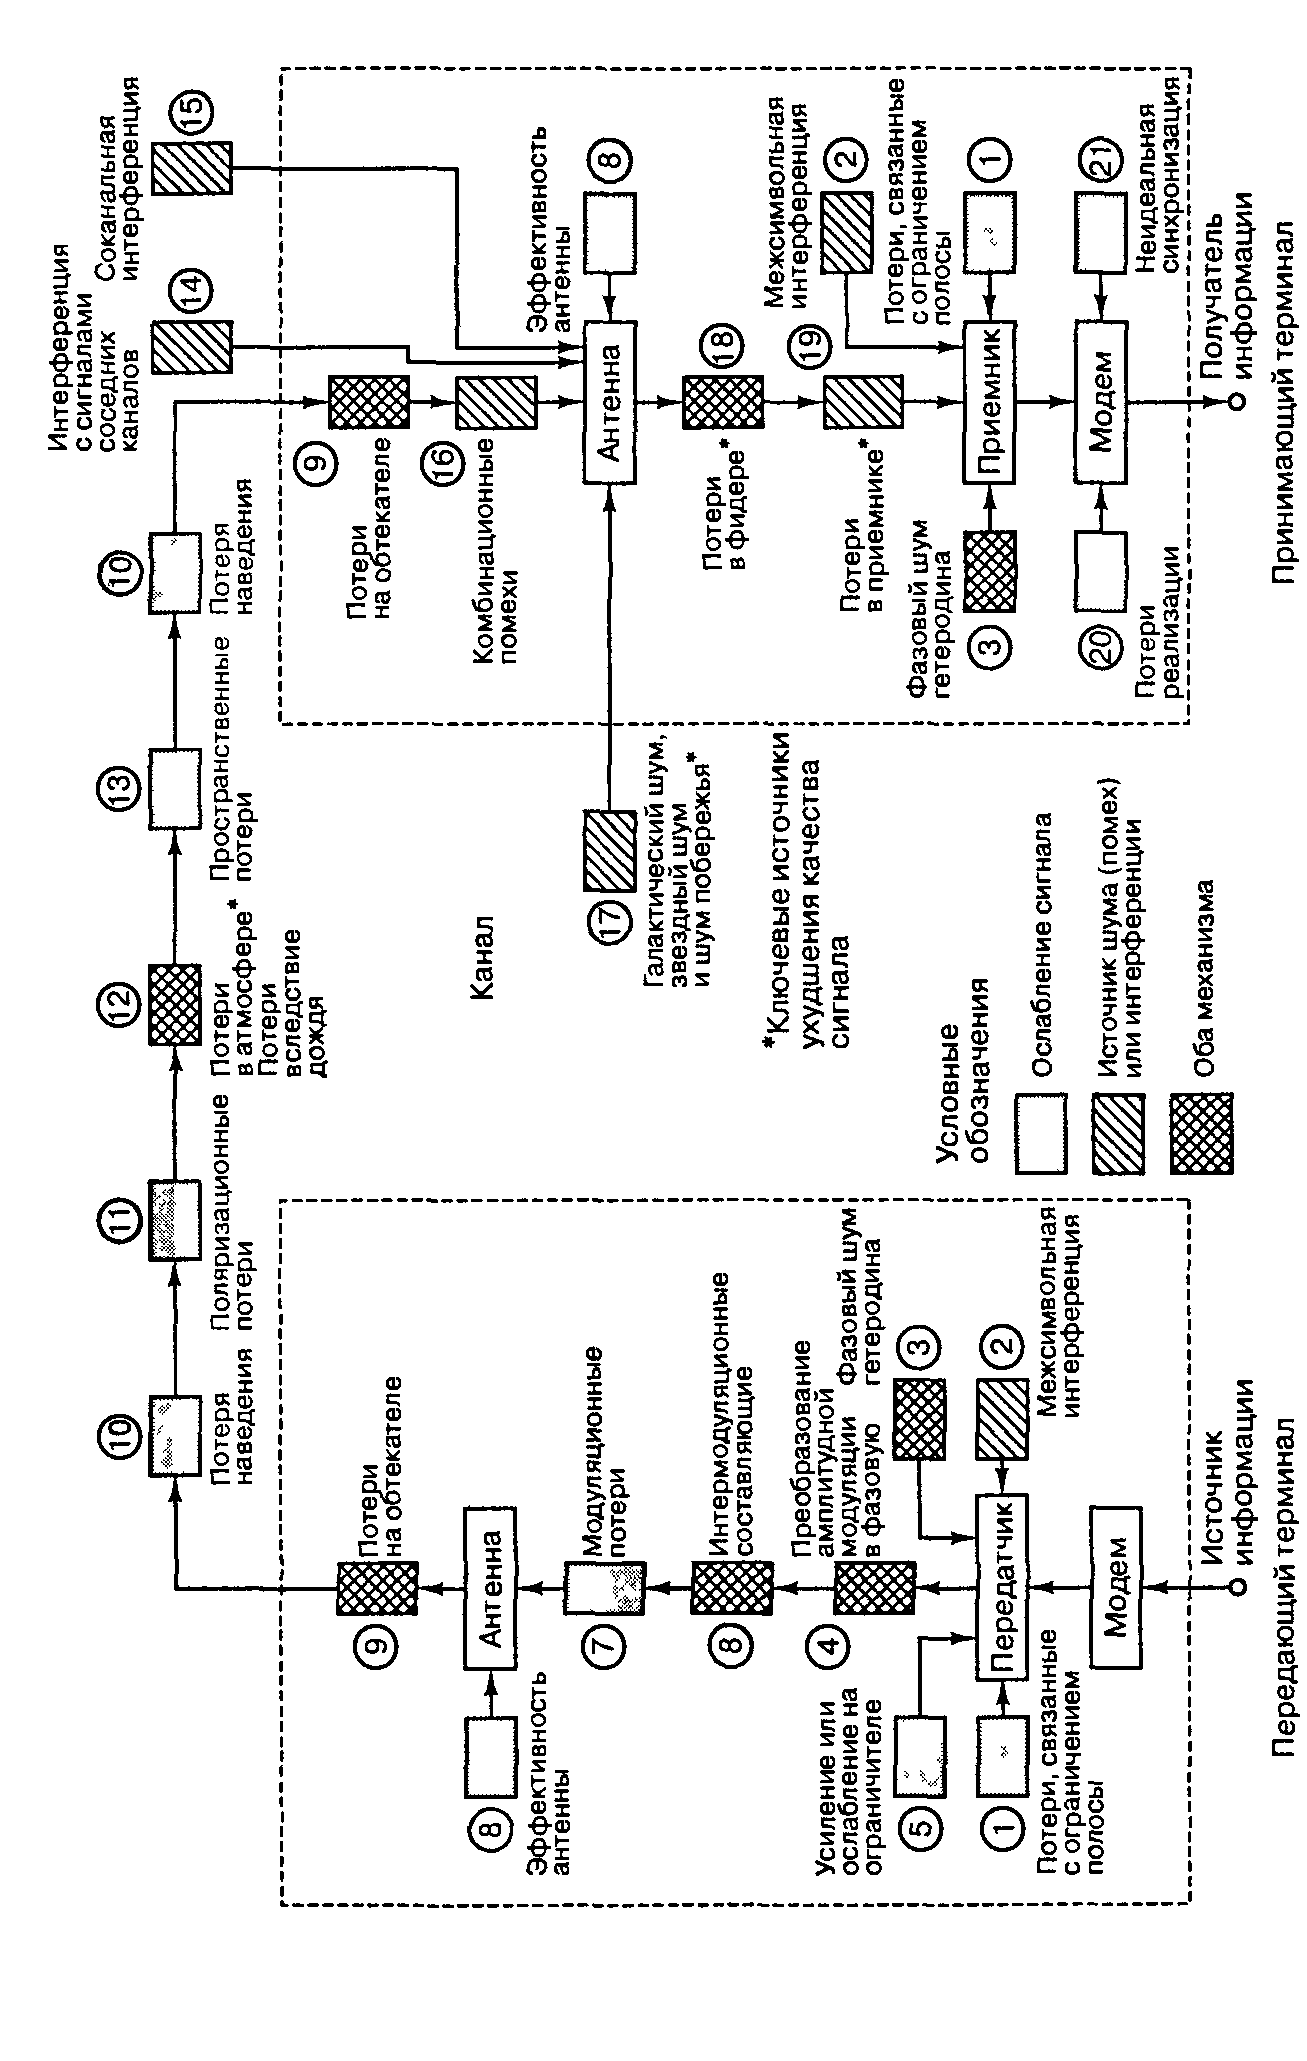 Интерференция
с сигналами
соседних
каналов
14
Соканальная
интерференция
15
10
Потеря
наведения
11
Поляризационные
потери
12
Потери
в атмосфере*
Потери
вследствие
дождя
13
Пространственные
потери
10
Потеря
наведения
9
Потери
на обтекателе
Антенна
8
Эффективность
антенны
7
Модуляционные
потери
8
Интермодуляционные
составляющие
4
Преобразование
амплитудной
модуляции
в фазовую
3
Фазовый шум
гетеродина
5
Усиление или
ослабление на
ограничителе
Передатчик
1
Потери, связанные
с ограничением
полосы
2
Межсимвольная
интерференция
Модем
Источник
информации
Передающий терминал
Канал
17
Галактический шум,
звездный шум
и шум побережья*
*Ключевые источники
ухудшения качества
сигнала
Условные
обозначения
Ослабление сигнала
Источник шума (помех)
или интерференции
Оба механизма
9
Потери
на обтекателе
16
Комбинационные
помехи
Эффективность
антенны
8
Антенна
18
Потери
в фидере*
19
Потери
в приемнике*
Межсимвольная
интерференция
2
Потери, связанные
с ограничением
полосы
1
Приемник
Фазовый шум
гетеродина
3
Модем
20
Потери
реализации
21
Неидеальная
синхронизация
Получатель
информации
Принимающий терминал